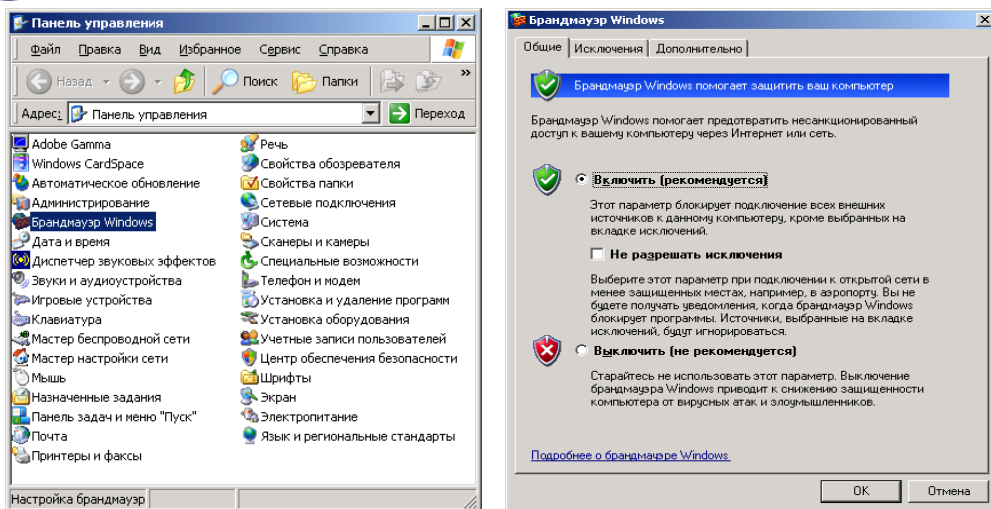 Панель управления
Файл Правка Вид Избранное Сервис Справка
Назад Поиск Папки »
Адрес: Панель управления Переход
Adobe Gamma
Windows CardSpace
Автоматическое обновление
Администрирование
Брандмауэр Windows
Дата и время
Диспетчер звуковых эффектов
Звуки и аудиоустройства
Игровые устройства
Клавиатура
Мастер беспроводной сети
Мастер настройки сети
Мышь
Назначенные задания
Панель задач и меню "Пуск"
Почта
Принтеры и факсы
Речь
Свойства обозревателя
Свойства папки
Сетевые подключения
Система
Сканеры и камеры
Специальные возможности
Телефон и модем
Установка и удаление программ
Установка оборудования
Учетные записи пользователей
Центр обеспечения безопасности
Шрифты
Экран
Электропитание
Язык и региональные стандарты
Настройка брандмауэр
Брандмауэр Windows
Общие Исключения Дополнительно
Брандмауэр Windows помогает защитить ваш компьютер
Брандмауэр Windows помогает предотвратить несанкционированный
доступ к вашему компьютеру через Интернет или сеть.
Включить (рекомендуется)
Этот параметр блокирует подключение всех внешних
источников к данному компьютеру, кроме выбранных на
вкладке исключений.
Не разрешать исключения
Выберите этот параметр при подключении к открытой сети в
менее защищенных местах, например, в аэропорту. Вы не
будете получать уведомления, когда брандмауэр Windows
блокирует программы. Источники, выбранные на вкладке
исключений, будут игнорироваться.
Выключить (не рекомендуется)
Старайтесь не использовать этот параметр. Выключение
брандмауэра Windows приводит к снижению защищенности
компьютера от вирусных атак и злоумышленников.
Подробнее о брандмауэре Windows
OK Отмена